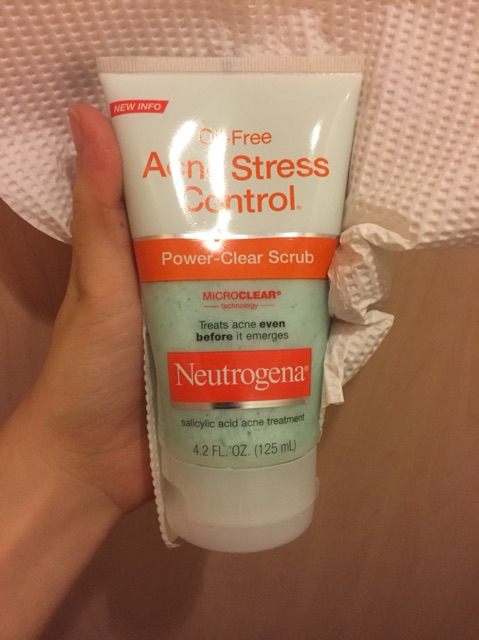 NEW INFO
Oil-Free
Acne Stress
Control®
Power-Clear Scrub
MICROCLEAR®
technology
Treats acne even
before it emerges
Neutrogena®
salicylic acid acne treatment
4.2 FL. OZ. (125 mL)